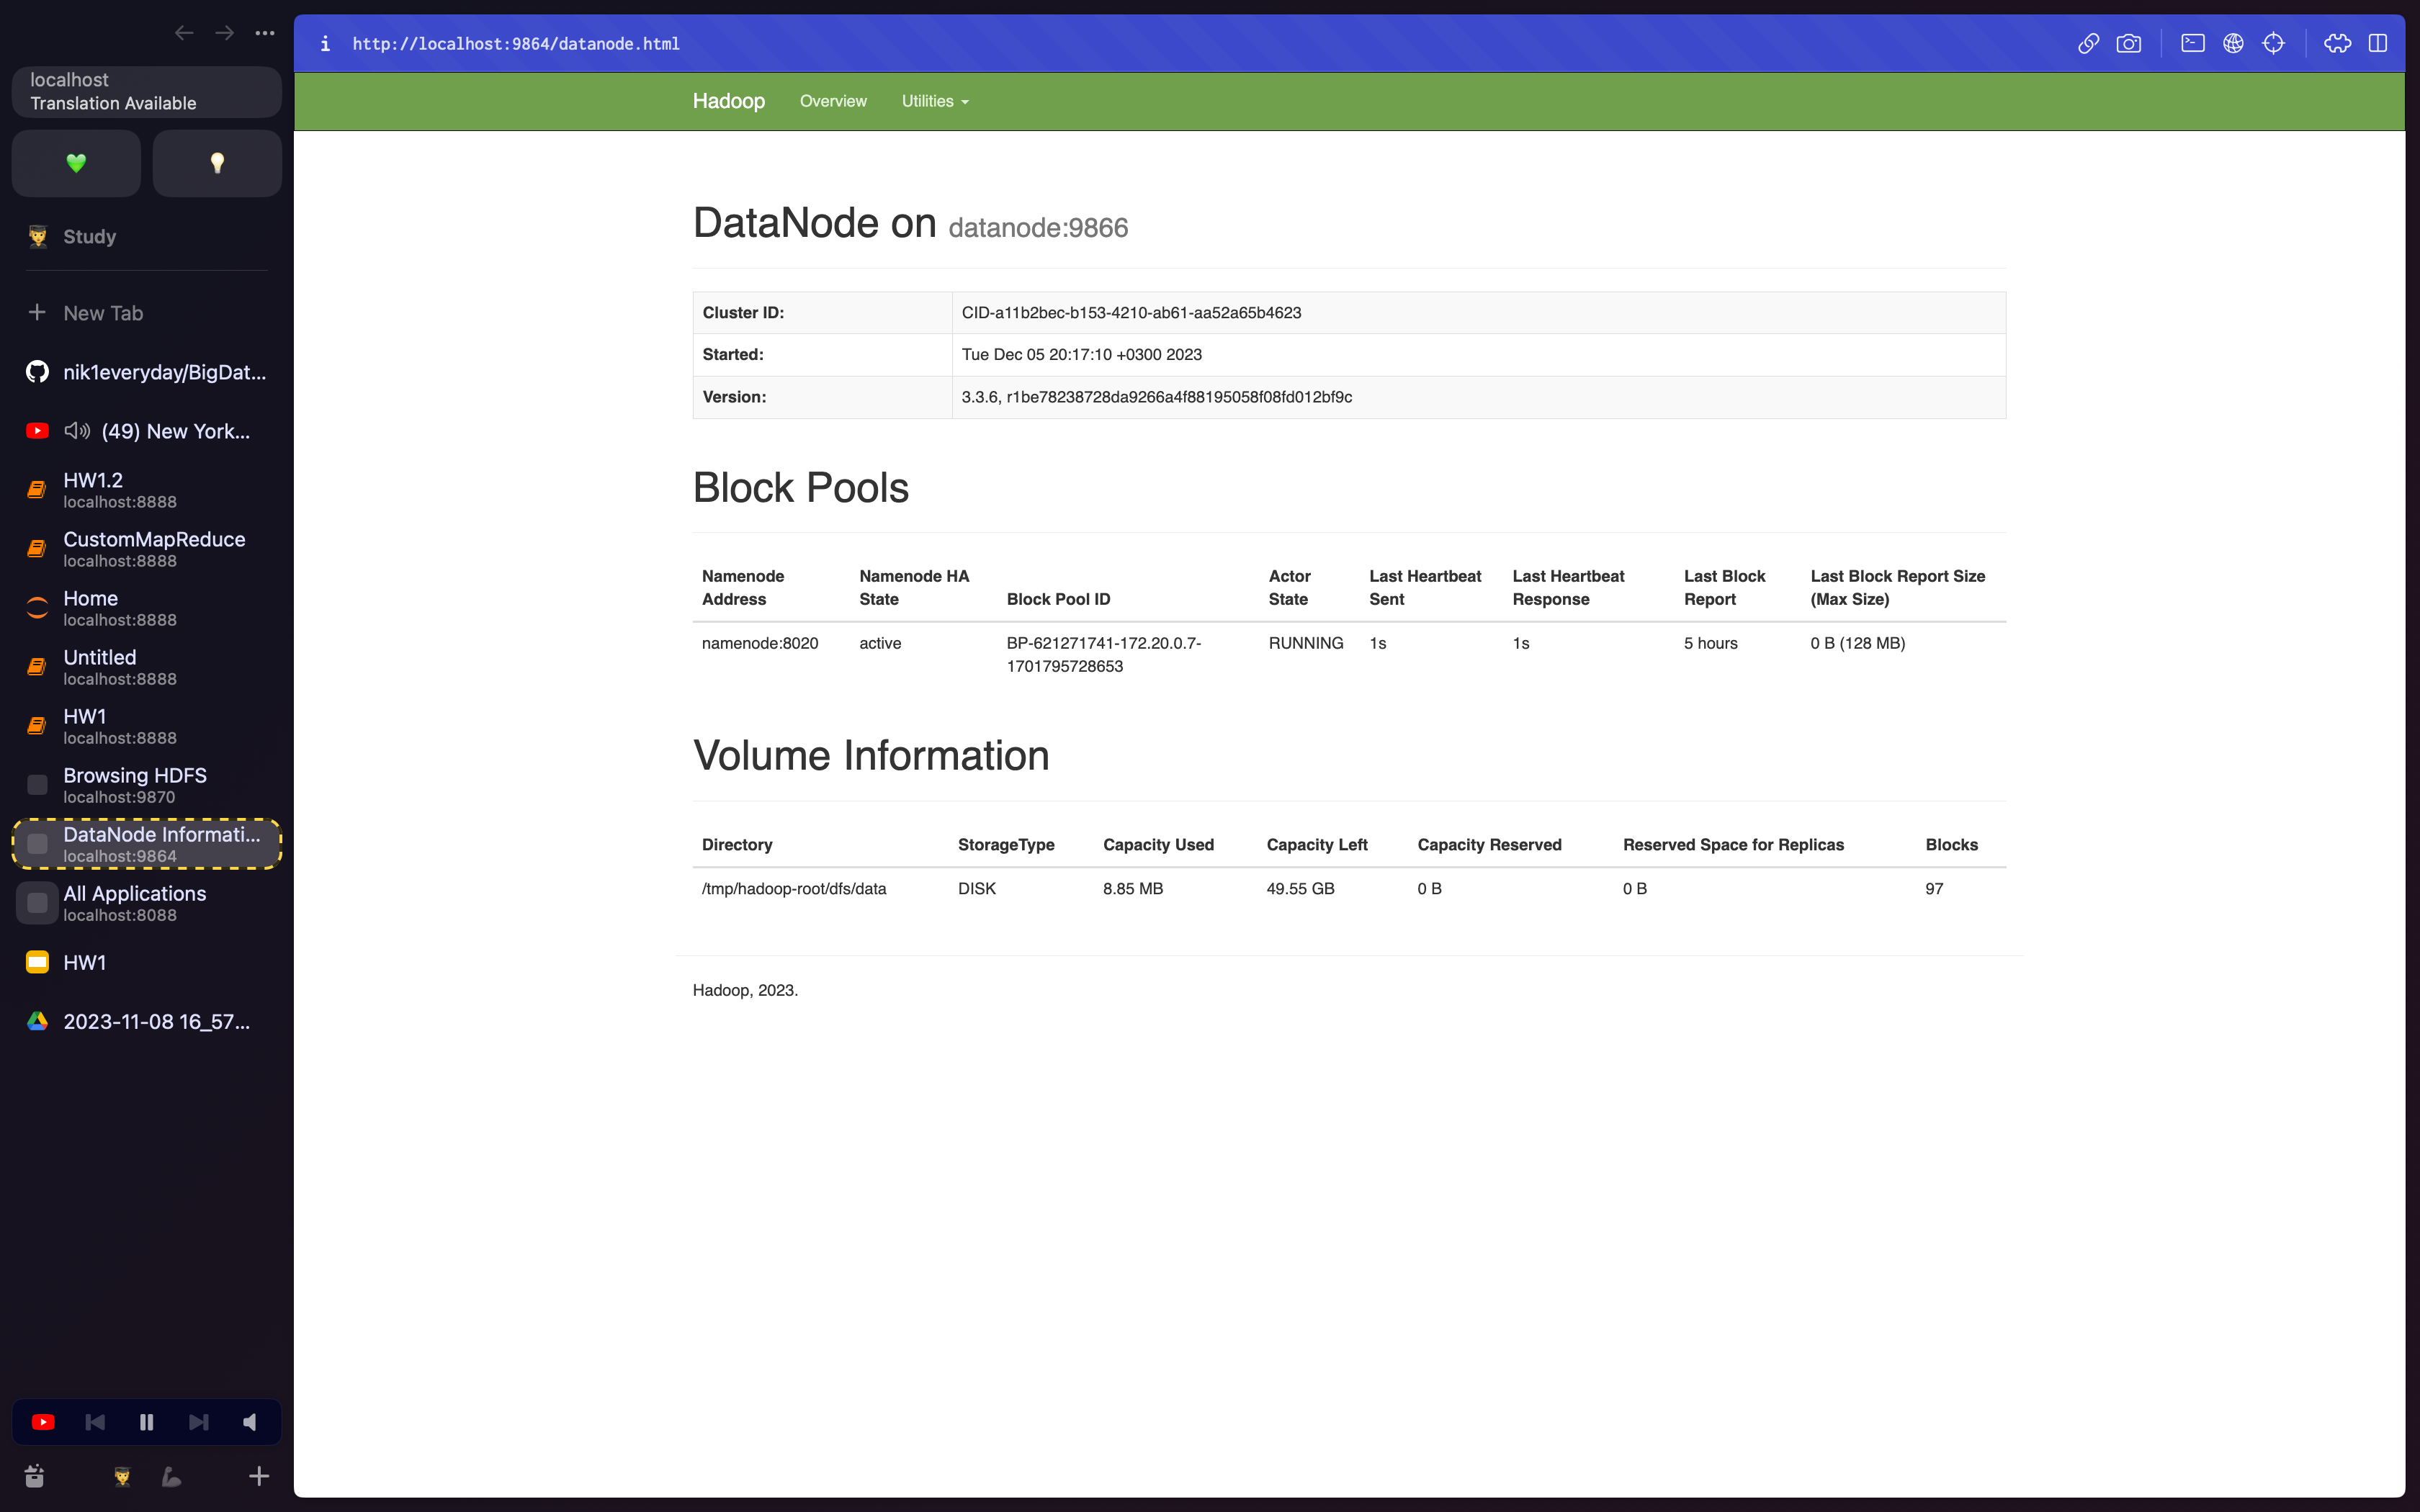 localhost
Translation Available
Study
New Tab
nik1everyday/BigDat...
(49) New York...
HW1.2
localhost:8888
CustomMapReduce
localhost:8888
Home
localhost:8888
Untitled
localhost:8888
HW1
localhost:8888
Browsing HDFS
localhost:9870
DataNode Informati...
localhost:9864
All Applications
localhost:8088
HW1
2023-11-08 16_57...
i http://localhost:9864/datanode.html
Hadoop Overview Utilities
DataNode on datanode:9866
Cluster ID: CID-a11b2bec-b153-4210-ab61-aa52a65b4623
Started: Tue Dec 05 20:17:10 +0300 2023
Version: 3.3.6, r1be78238728da9266a4f88195058f08fd012bf9c
Block Pools
Namenode Address Namenode HA State Block Pool ID Actor State Last Heartbeat Sent Last Heartbeat Response Last Block Report Last Block Report Size (Max Size)
namenode:8020 active BP-621271741-172.20.0.7-1701795728653 RUNNING 1s 1s 5 hours 0 B (128 MB)
Volume Information
Directory StorageType Capacity Used Capacity Left Capacity Reserved Reserved Space for Replicas Blocks
/tmp/hadoop-root/dfs/data DISK 8.85 MB 49.55 GB 0 B 0 B 97
Hadoop, 2023.